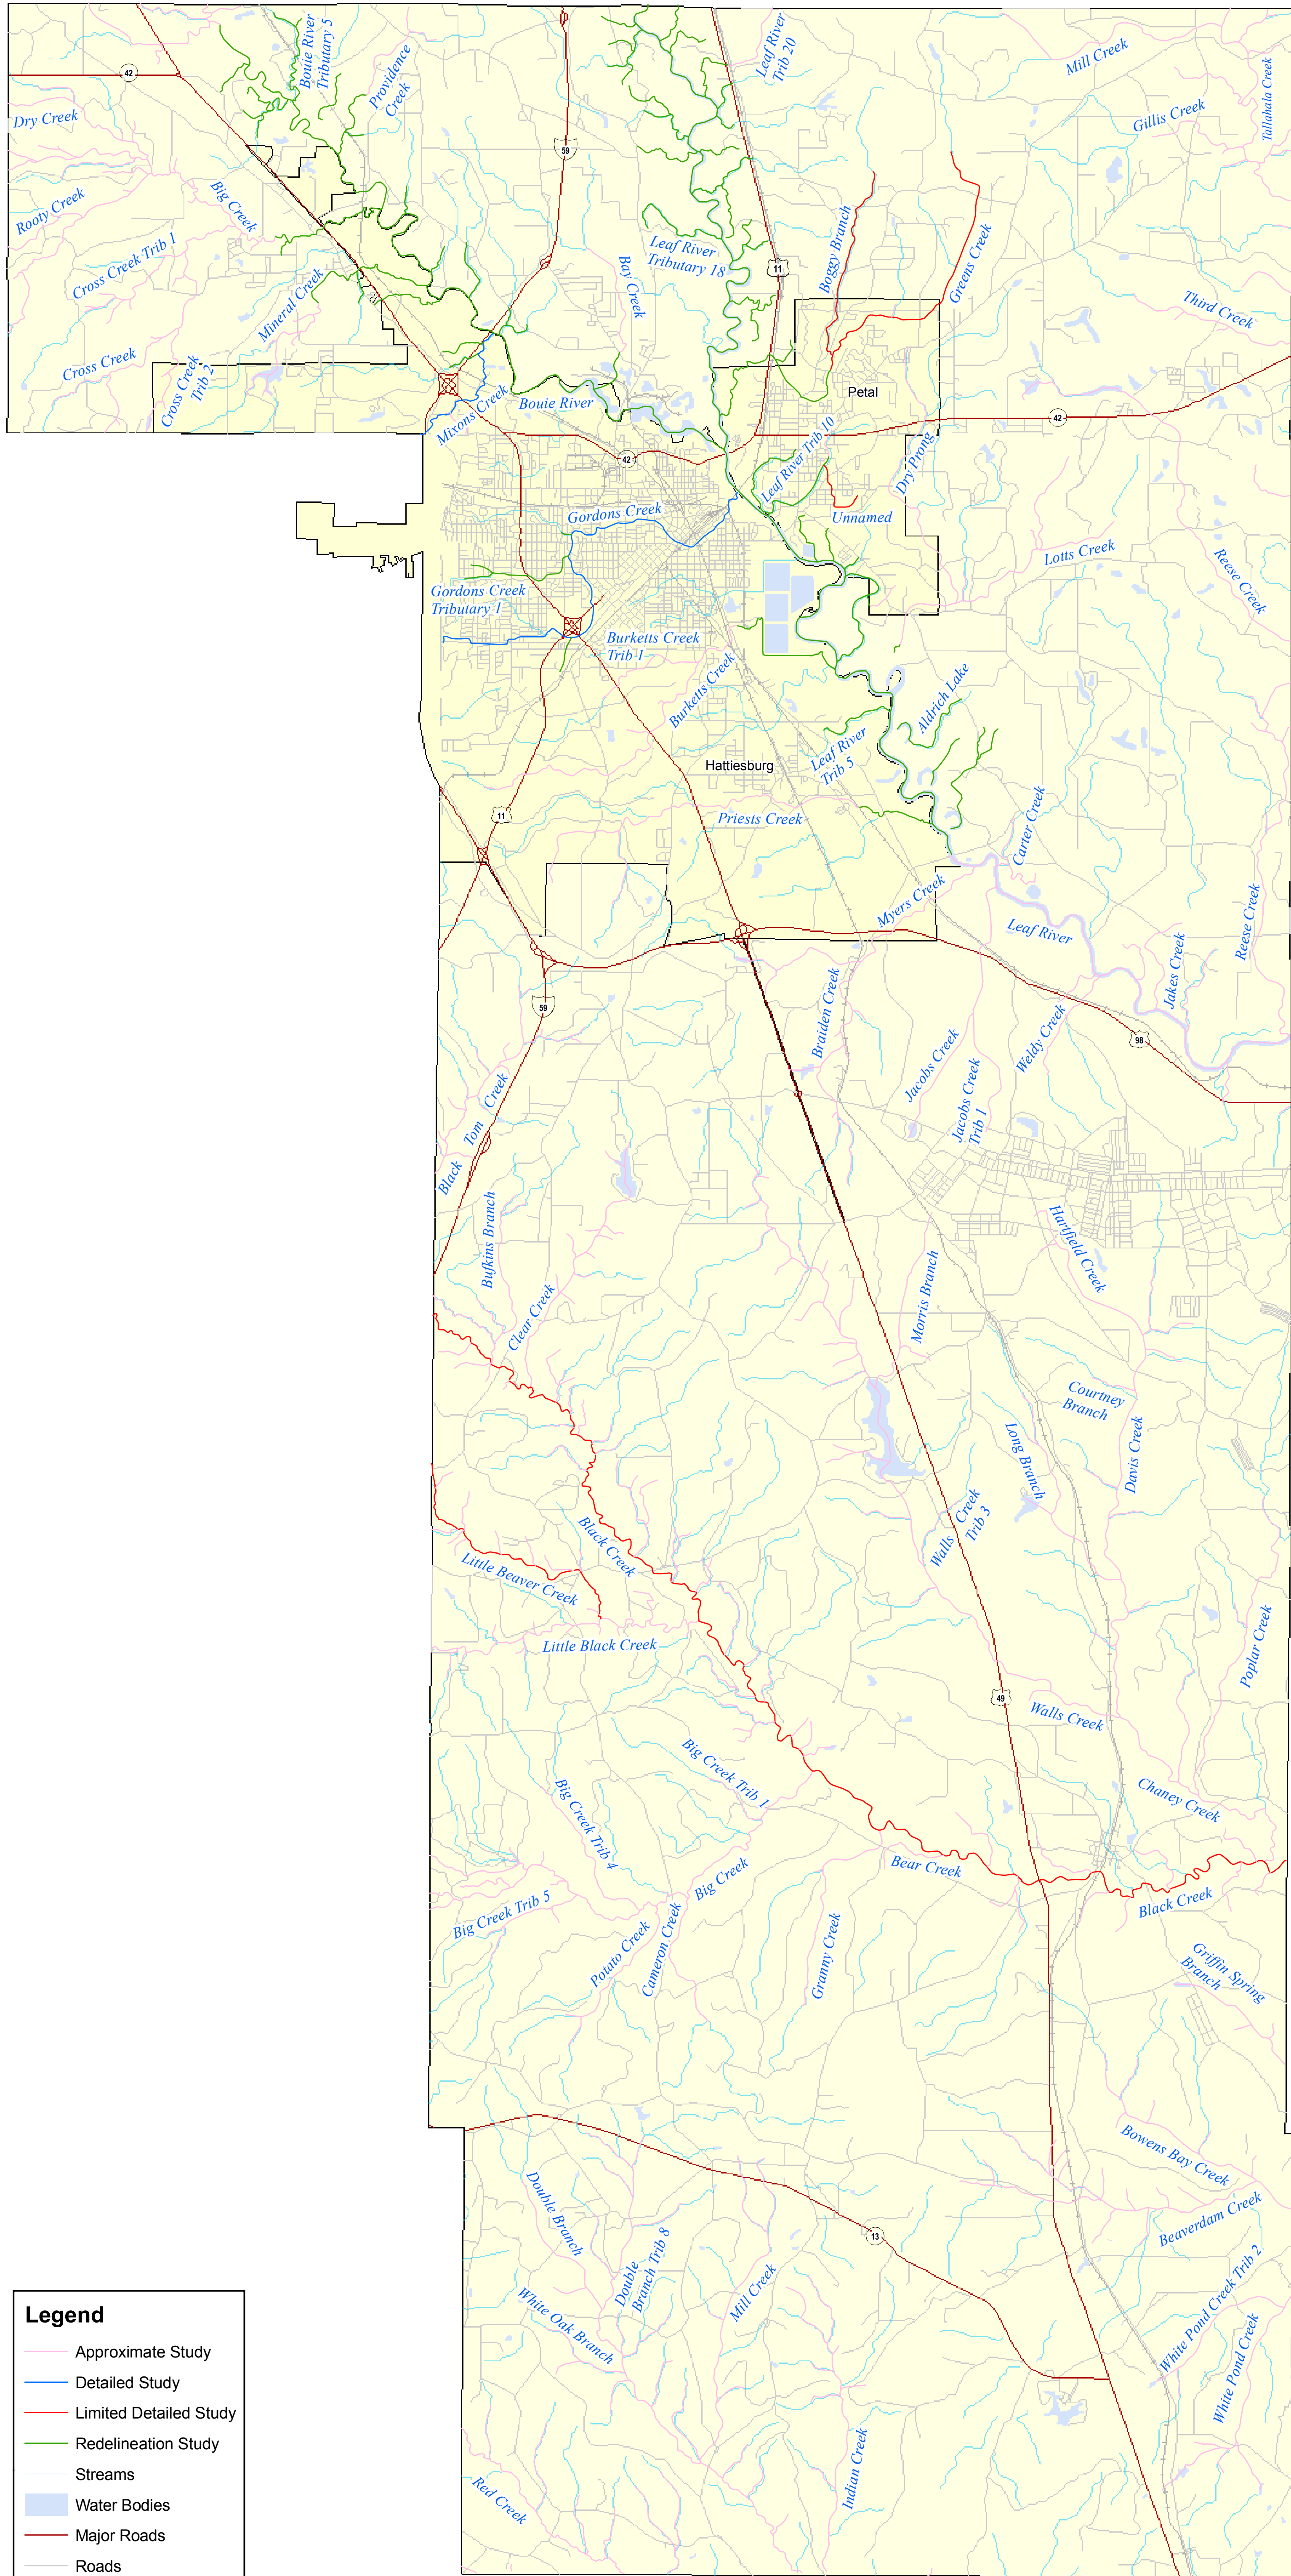 Bouie River
Tributary 5
Providence
Creek
Leaf River
Trib 20
Mill Creek
Gillis Creek
Tallahala Creek
42
Dry Creek
59
Rooty Creek
Big Creek
Cross Creek Trib 1
Mineral Creek
Cross Creek
Cross Creek
Trib 2
Leaf River
Tributary 18
Bay Creek
11
Boggy Branch
Greens Creek
Third Creek
Petal
Mixons Creek
Bouie River
42
42
Leaf River Trib 10
Dry Prong
Unnamed
Gordons Creek
Lotts Creek
Reese Creek
Gordons Creek
Tributary 1
Burketts Creek
Trib 1
Burketts Creek
Aldrich Lake
Leaf River
Trib 5
Hattiesburg
11
Priests Creek
Carter Creek
Myers Creek
Leaf River
Reese Creek
Jakes Creek
59
Braiden Creek
Jacobs Creek
Weldy Creek
98
Jacobs Creek
Trib 1
Black Tom Creek
Bufkins Branch
Clear Creek
Hartfield Creek
Morris Branch
Courtney
Branch
Long Branch
Davis Creek
Walls Creek
Trib 3
Black Creek
Little Beaver Creek
Little Black Creek
Poplar Creek
49
Walls Creek
Big Creek Trib 1
Big Creek Trib 4
Chaney Creek
Big Creek
Bear Creek
Black Creek
Big Creek Trib 5
Potato Creek
Cameron Creek
Granny Creek
Griffin Spring
Branch
Bowens Bay Creek
Beaverdam Creek
Double Branch
Double
Branch Trib 8
13
Mill Creek
White Oak Branch
White Pond Creek Trib 2
White Pond Creek
Indian Creek
Red Creek
Legend
Approximate Study
Detailed Study
Limited Detailed Study
Redelineation Study
Streams
Water Bodies
Major Roads
Roads